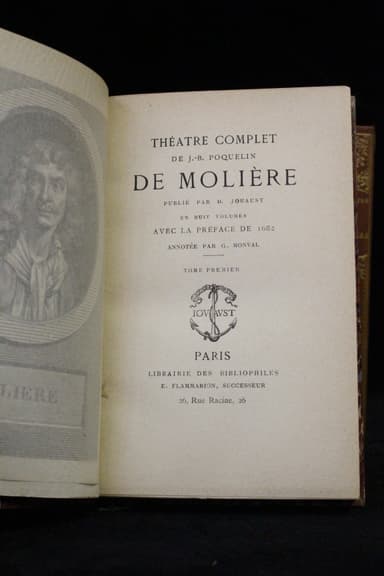 THÉATRE COMPLET
DE J.-B. POQUELIN
DE MOLIÈRE
PUBLIÉ PAR D. JOUAUST
EN HUIT VOLUMES
AVEC LA PRÉFACE DE 1682
ANNOTÉE PAR G. MONVAL
TOME PREMIER
IOVAVST
PARIS
LIBRAIRIE DES BIBLIOPHILES
E. FLAMMARION, SUCCESSEUR
26, Rue Racine, 26
LIERE